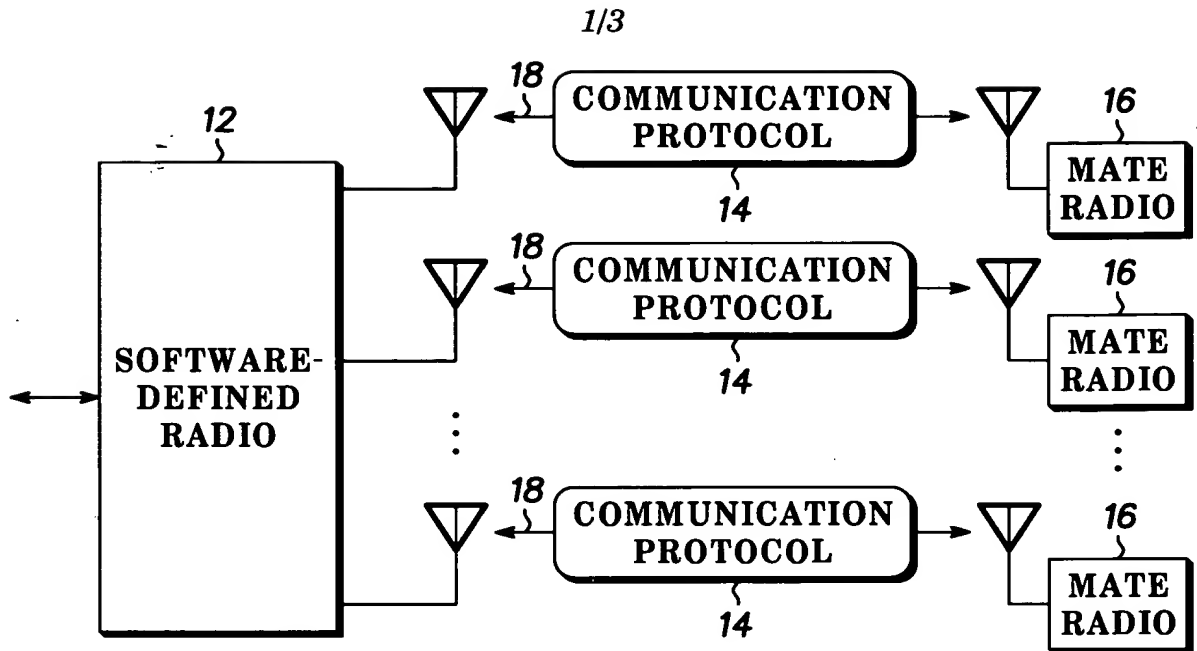 1/3
18
COMMUNICATION
PROTOCOL
14
16
MATE
RADIO
12
SOFTWARE-
DEFINED
RADIO
18
COMMUNICATION
PROTOCOL
14
16
MATE
RADIO
18
COMMUNICATION
PROTOCOL
14
16
MATE
RADIO